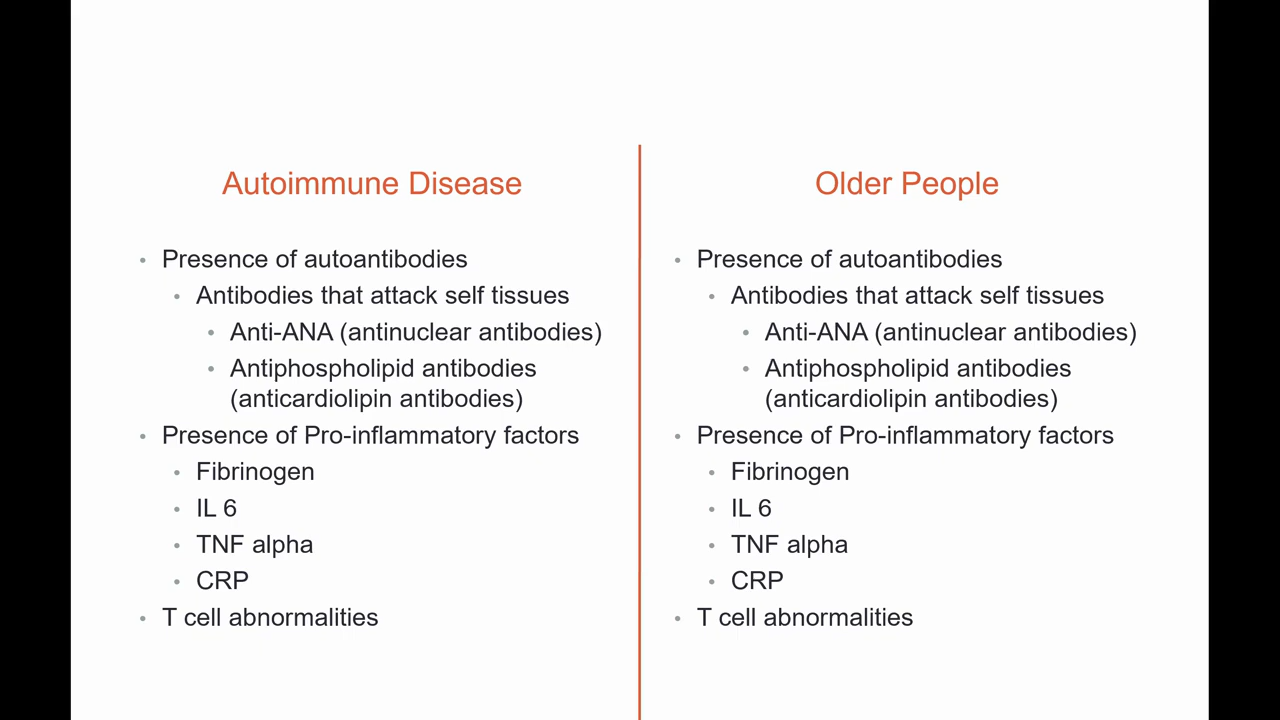 Autoimmune Disease
• Presence of autoantibodies
• Antibodies that attack self tissues
• Anti-ANA (antinuclear antibodies)
• Antiphospholipid antibodies
(anticardiolipin antibodies)
• Presence of Pro-inflammatory factors
• Fibrinogen
• IL 6
• TNF alpha
• CRP
• T cell abnormalities
Older People
• Presence of autoantibodies
• Antibodies that attack self tissues
• Anti-ANA (antinuclear antibodies)
• Antiphospholipid antibodies
(anticardiolipin antibodies)
• Presence of Pro-inflammatory factors
• Fibrinogen
• IL 6
• TNF alpha
• CRP
• T cell abnormalities